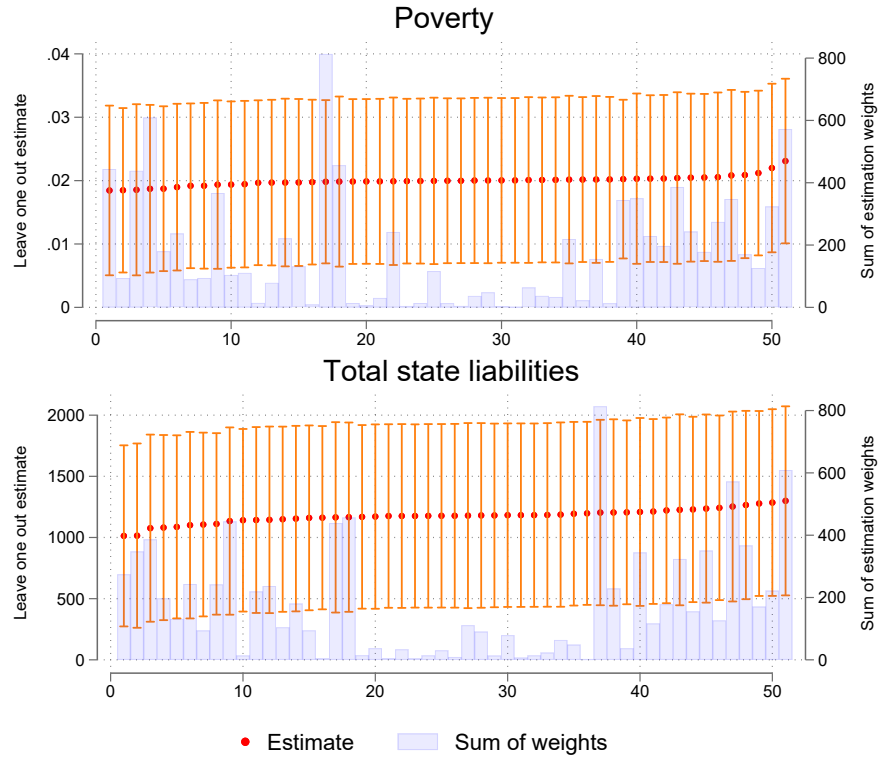 Poverty
Leave one out estimate
.04
.03
.02
.01
0
800
600
400
200
0
Sum of estimation weights
0 10 20 30 40 50
Total state liabilities
Leave one out estimate
2000
1500
1000
500
0
800
600
400
200
0
Sum of estimation weights
0 10 20 30 40 50
Estimate Sum of weights